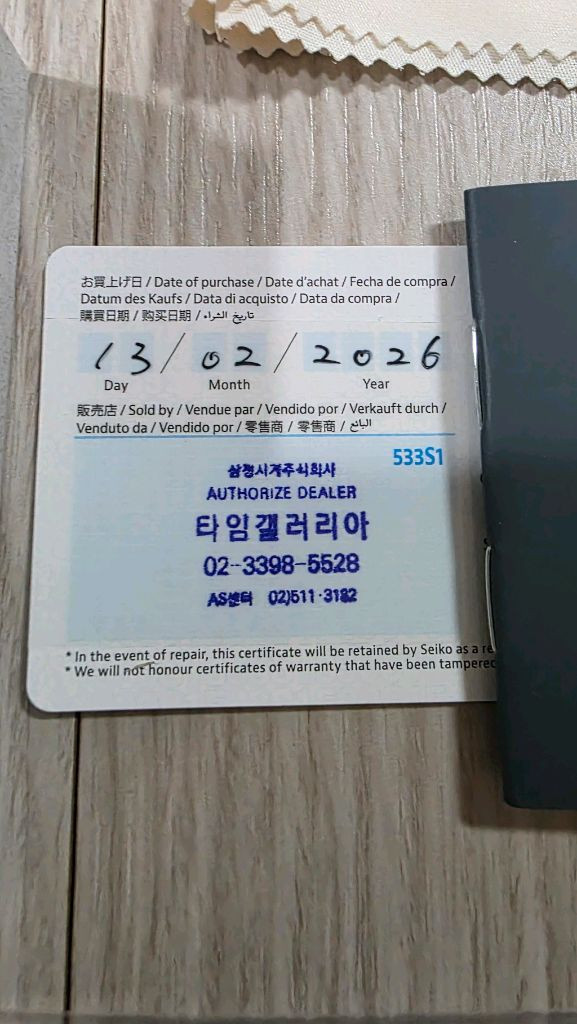 お買上げ日 / Date of purchase / Date d'achat / Fecha de compra /
Datum des Kaufs / Data di acquisto / Data da compra /
購買日期 / 购买日期 / تاريخ الشراء
13 / 02 / 2026
Day Month Year
販売店 / Sold by / Vendue par / Vendido por / Verkauft durch /
Venduto da / Vendido por / 零售商 / 零售商 / البائع
533S1
삼정시계주식회사
AUTHORIZE DEALER
타임갤러리아
02-3398-5528
AS센터 02)511-3182
* In the event of repair, this certificate will be retained by Seiko as a re
* We will not honour certificates of warranty that have been tampered